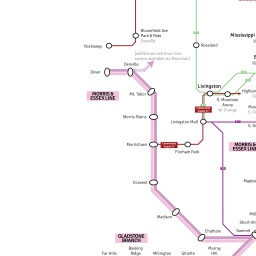 Bloomfield Ave
Park & Ride
Danville
Rockaway
Roseland
Mississippi
[additional rush hour train
service available via Montclair]
Denville
Dover
Livingston
Highlan
S. Mountain
Arena
W. Orange
MORRIS &
ESSEX LINE
Mt. Tabor
Morris Plains
Livingston Mall
Morristown
Florham Park
MORRIS &
ESSEX LINE
Convent
Maplew
Madison
Short Hill
Chatham
Summit
GLADSTONE
BRANCH
Far Hills
Basking
Ridge
Millington
Gillette
Murray
Hill